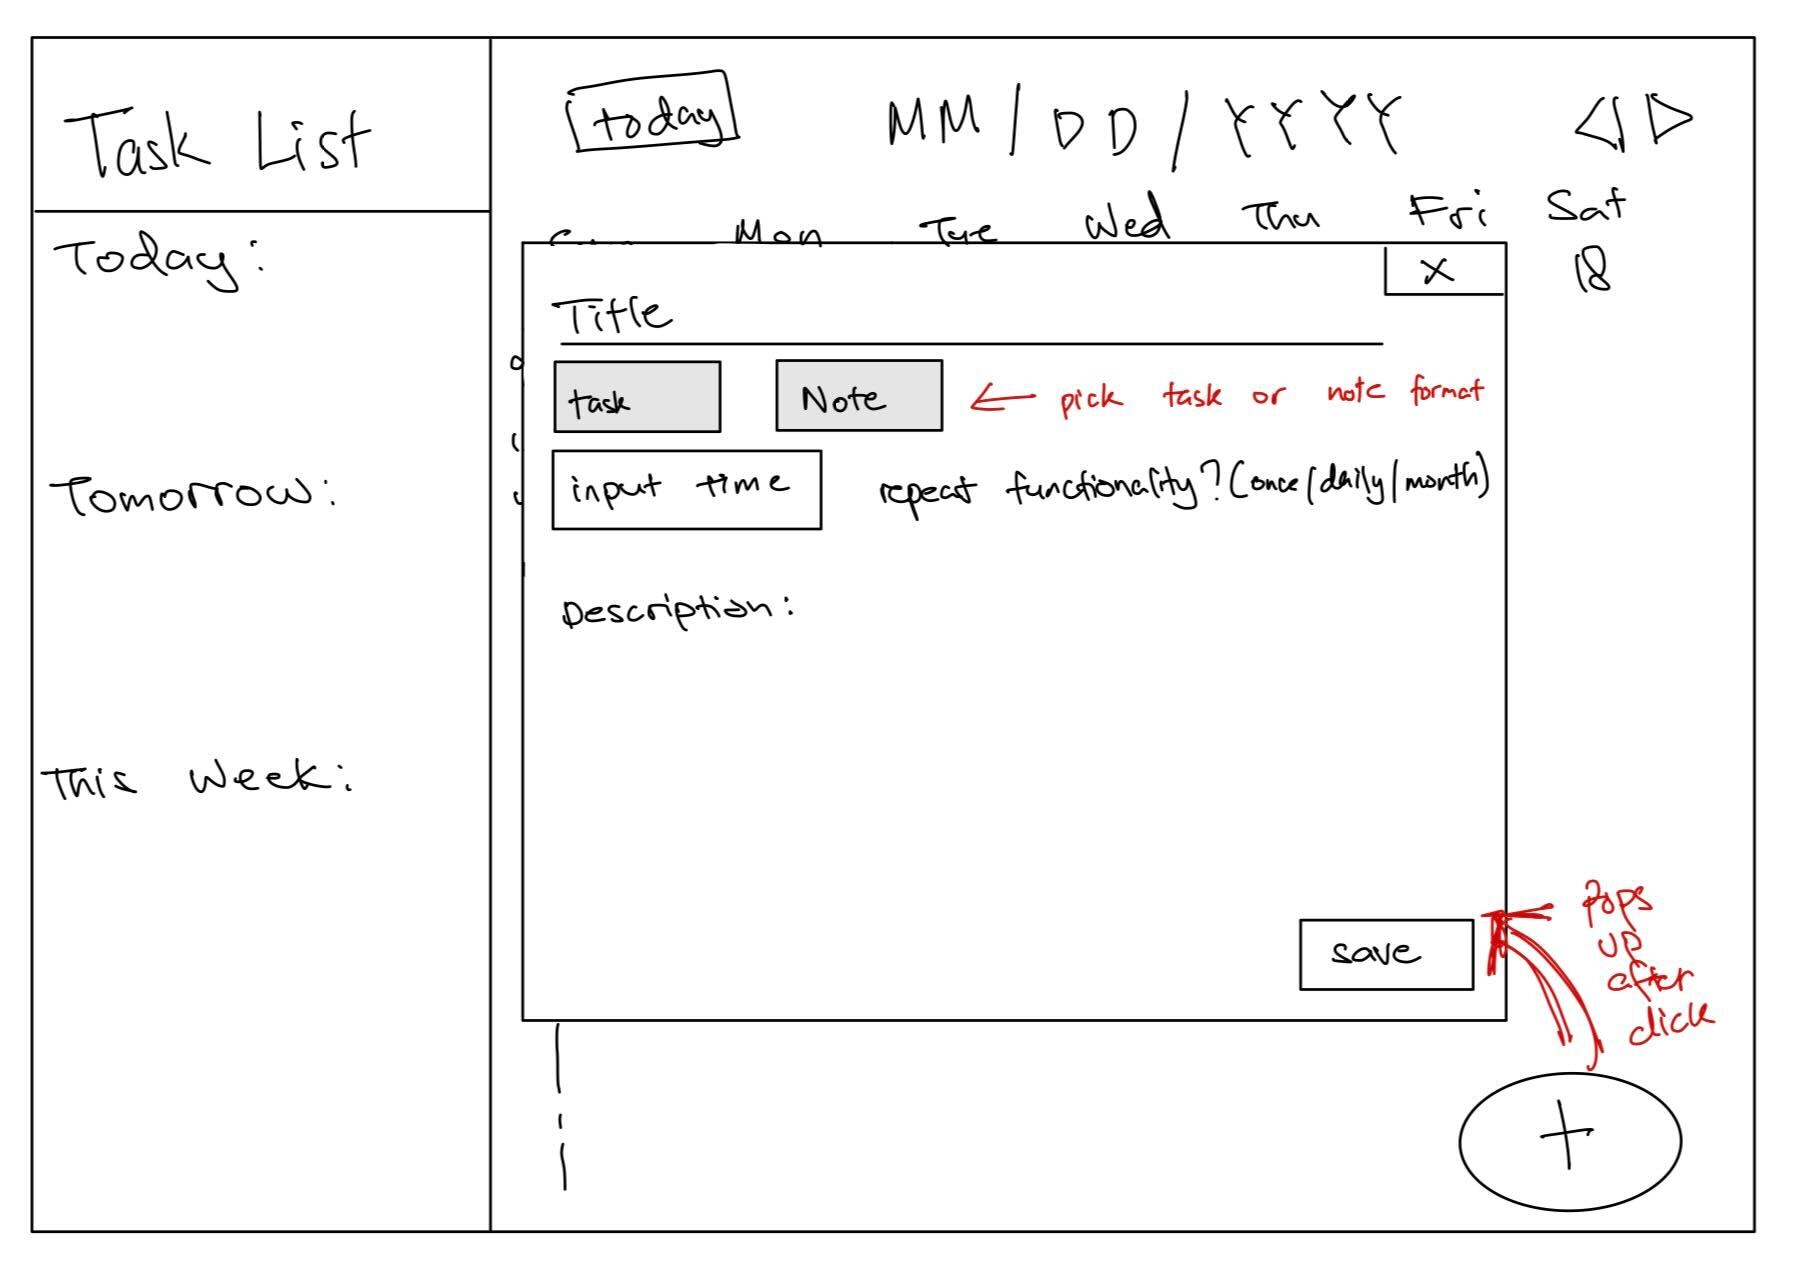 Task List
Today:
Tomorrow:
This Week:
today MM/DD/YYYY
Mon Tue Wed Thu Fri Sat
18
X
Title
task Note ← pick task or note format
input time repeat functionality? (once/daily/month)
Description:
save
Pops
up
after
click
+